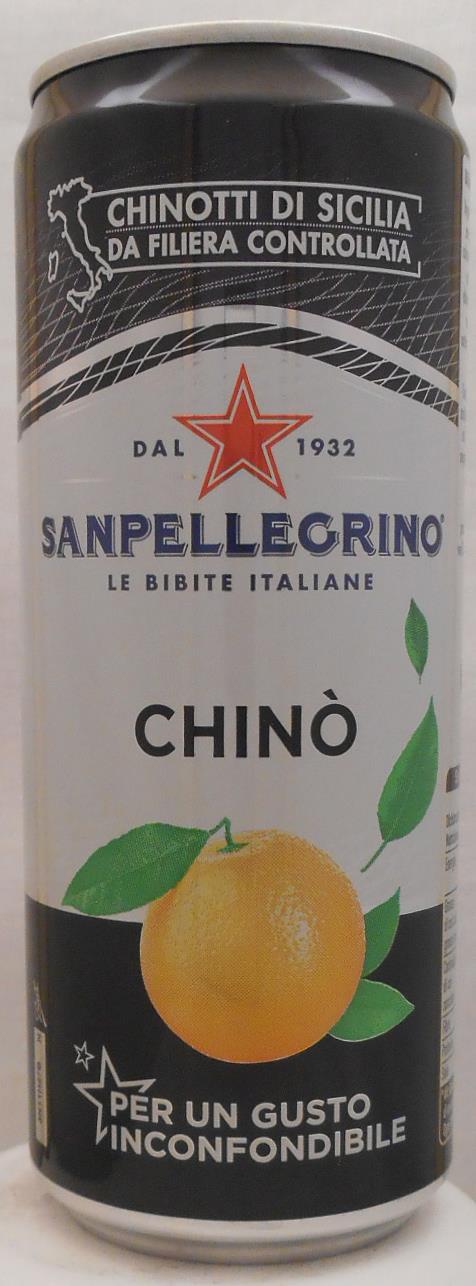 CHINOTTI DI SICILIA
DA FILIERA CONTROLLATA
DAL 1932
SANPELLEGRINO
LE BIBITE ITALIANE
CHINÒ
PER UN GUSTO
INCONFONDIBILE